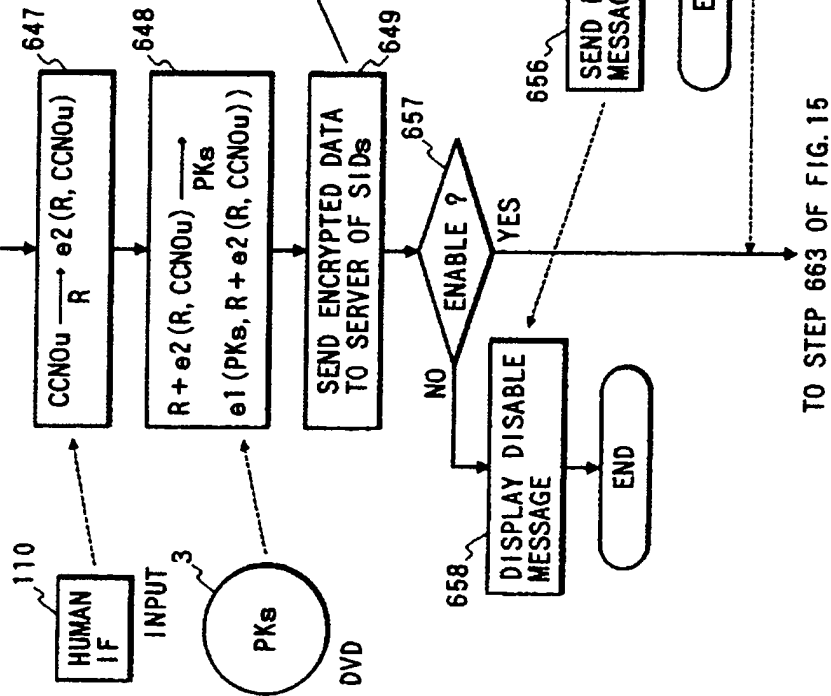 647
CCNOu → e2(R, CCNOu)
R
110
HUMAN
IF
INPUT
648
R+e2(R, CCNOu) → 
PKs
e1(PKs, R+e2(R, CCNOu))
3
PKs
DVD
649
SEND ENCRYPTED DATA
TO SERVER OF SIDs
657
ENABLE ?
NO
YES
656
SEND
MESSAG
E
658
DISPLAY DISABLE
MESSAGE
END
TO STEP 663 OF FIG. 15